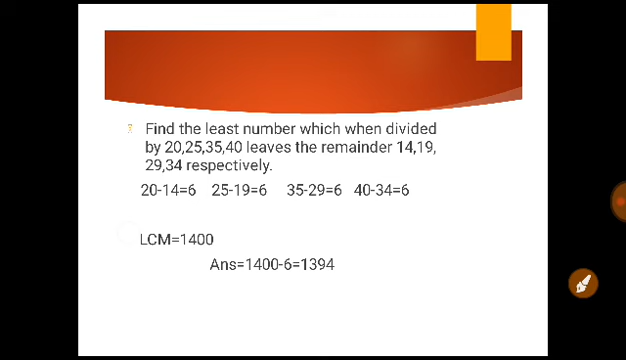 Find the least number which when divided
by 20,25,35,40 leaves the remainder 14,19,
29,34 respectively.
20-14=6 25-19=6 35-29=6 40-34=6
LCM=1400
Ans=1400-6=1394